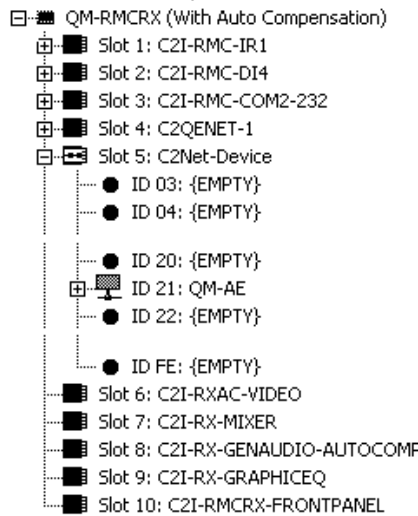 QM-RMCRX (With Auto Compensation)
Slot 1: C2I-RMC-IR1
Slot 2: C2I-RMC-DI4
Slot 3: C2I-RMC-COM2-232
Slot 4: C2QENET-1
Slot 5: C2Net-Device
ID 03: {EMPTY}
ID 04: {EMPTY}
ID 20: {EMPTY}
ID 21: QM-AE
ID 22: {EMPTY}
ID FE: {EMPTY}
Slot 6: C2I-RXAC-VIDEO
Slot 7: C2I-RX-MIXER
Slot 8: C2I-RX-GENAUDIO-AUTOCOMP
Slot 9: C2I-RX-GRAPHICEQ
Slot 10: C2I-RMCRX-FRONTPANEL